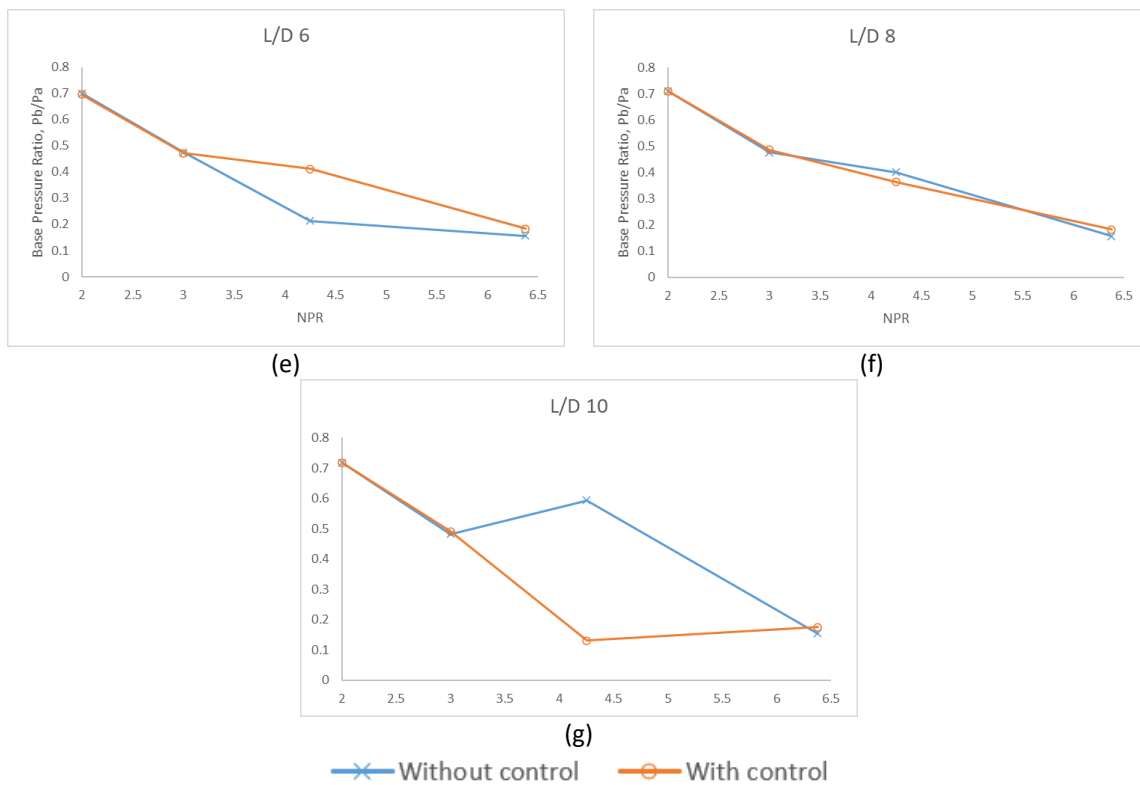 L/D 6
Base Pressure Ratio, Pb/Pa
0.8
0.7
0.6
0.5
0.4
0.3
0.2
0.1
0
2 2.5 3 3.5 4 4.5 5 5.5 6 6.5
NPR
(e)
L/D 8
Base Pressure Ratio, Pb/Pa
0.8
0.7
0.6
0.5
0.4
0.3
0.2
0.1
0
2 2.5 3 3.5 4 4.5 5 5.5 6 6.5
NPR
(f)
L/D 10
0.8
0.7
0.6
0.5
0.4
0.3
0.2
0.1
0
2 2.5 3 3.5 4 4.5 5 5.5 6 6.5
(g)
Without control With control